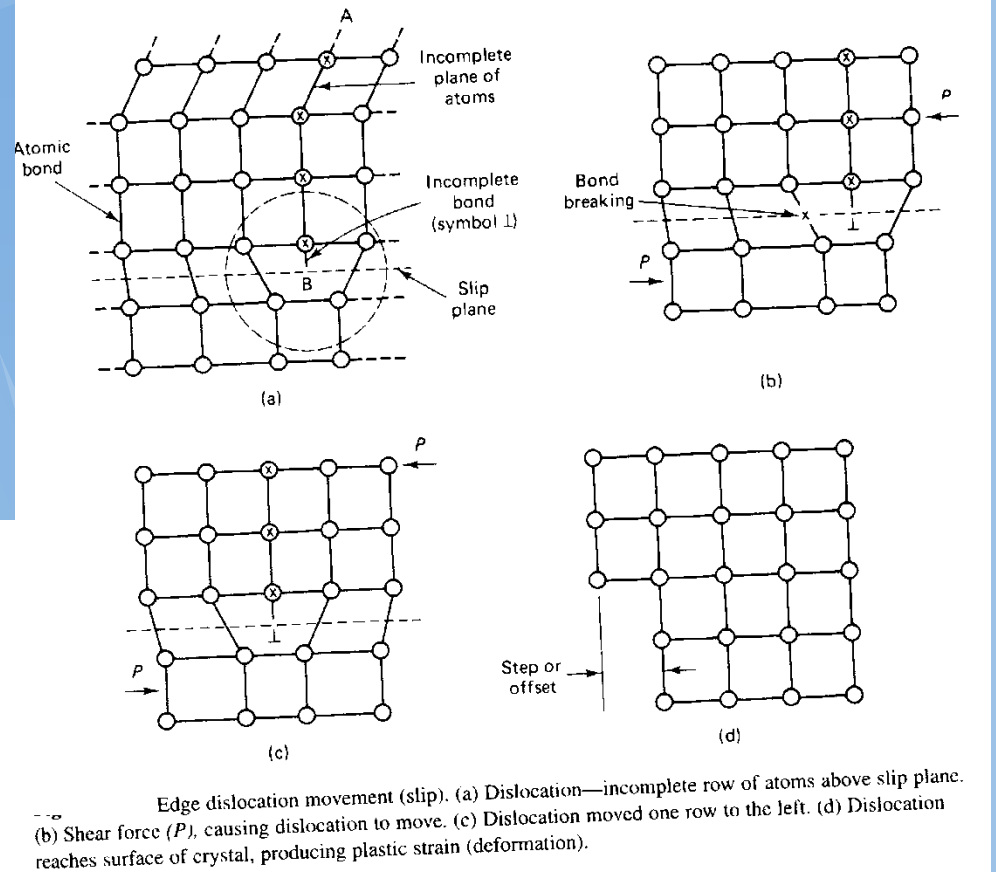 A
Incomplete
plane of
atoms
Atomic
bond
Incomplete
bond
(symbol ⊥)
B
Slip
plane
(a)
P
Bond
breaking
x
⊥
P
(b)
P
⊥
P
(c)
Step or
offset
(d)
Edge dislocation movement (slip). (a) Dislocation—incomplete row of atoms above slip plane.
(b) Shear force (P), causing dislocation to move. (c) Dislocation moved one row to the left. (d) Dislocation
reaches surface of crystal, producing plastic strain (deformation).